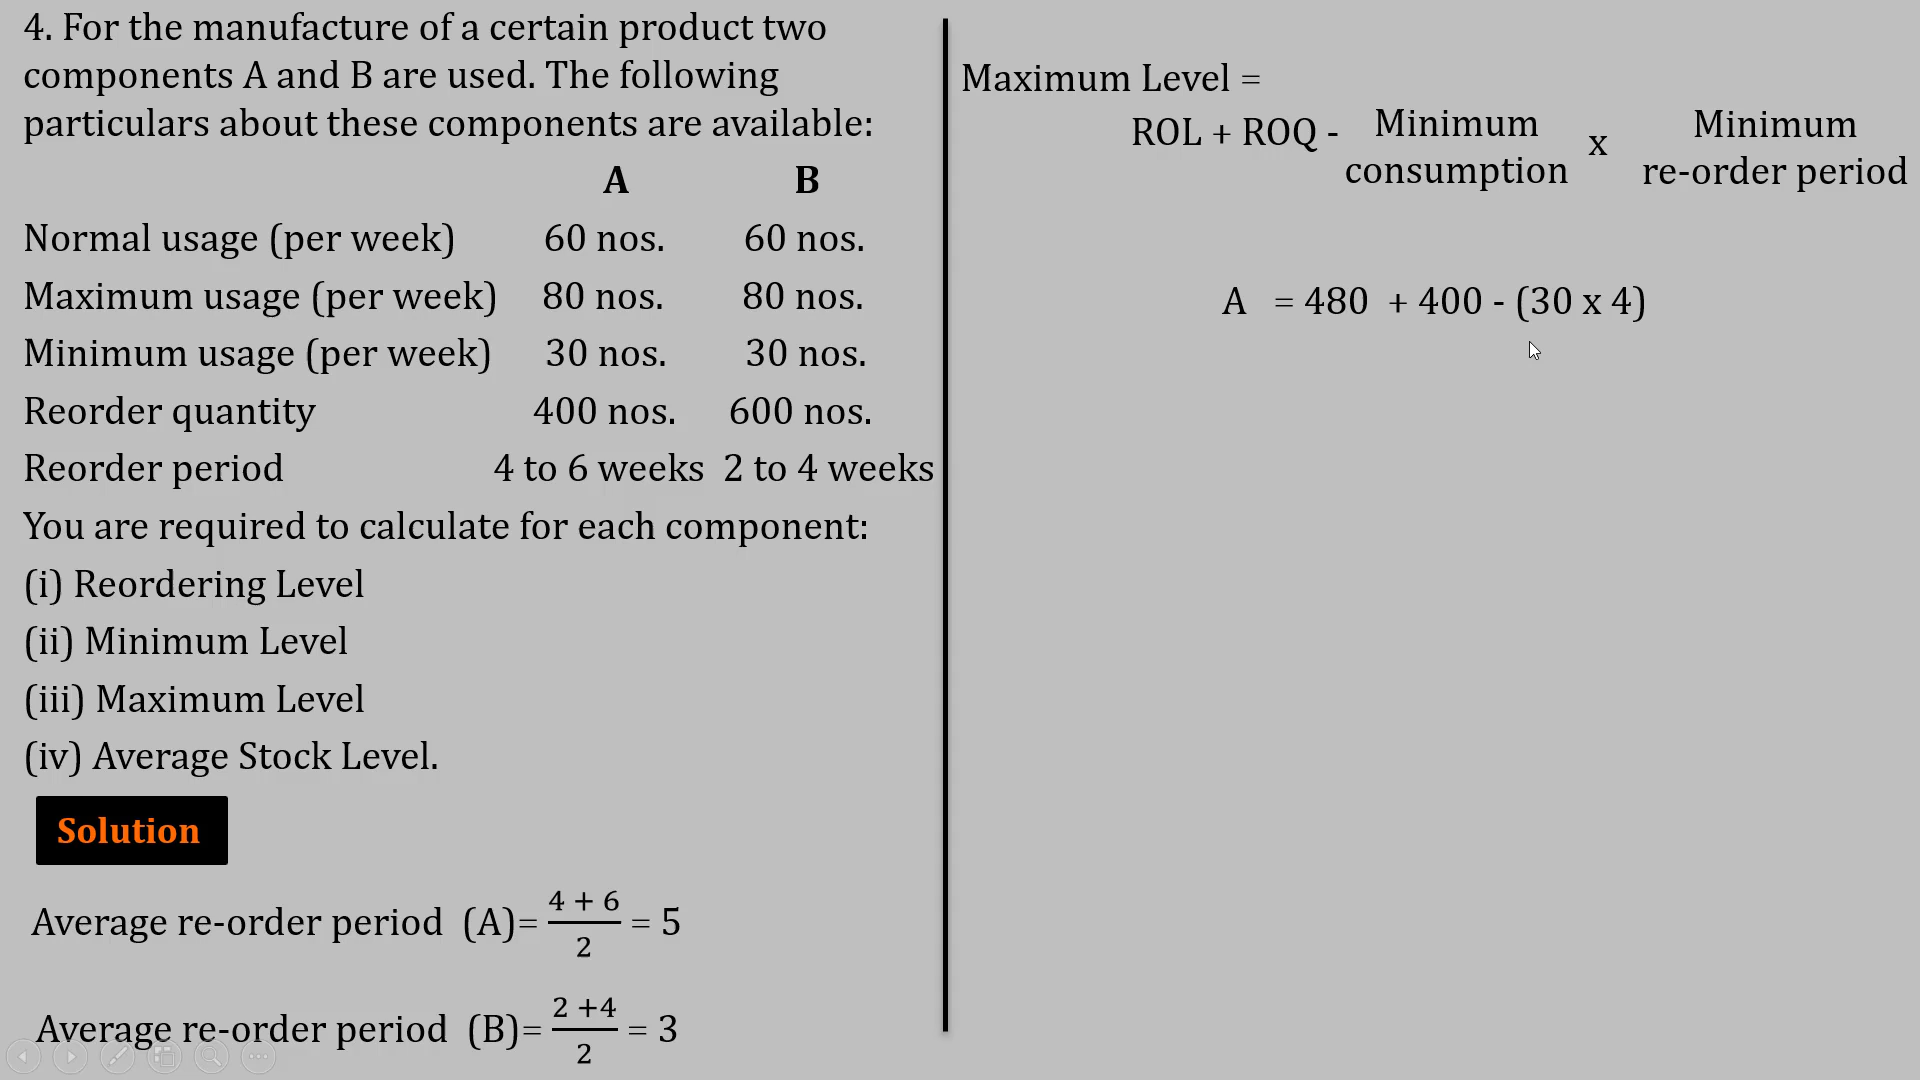 4. For the manufacture of a certain product two
components A and B are used. The following
particulars about these components are available:
A B
Normal usage (per week) 60 nos. 60 nos.
Maximum usage (per week) 80 nos. 80 nos.
Minimum usage (per week) 30 nos. 30 nos.
Reorder quantity 400 nos. 600 nos.
Reorder period 4 to 6 weeks 2 to 4 weeks
You are required to calculate for each component:
(i) Reordering Level
(ii) Minimum Level
(iii) Maximum Level
(iv) Average Stock Level.
Solution
Average re-order period (A)= 4 + 6 / 2 = 5
Average re-order period (B)= 2 +4 / 2 = 3
Maximum Level =
ROL + ROQ - Minimum consumption x Minimum re-order period
A = 480 + 400 - (30 x 4)